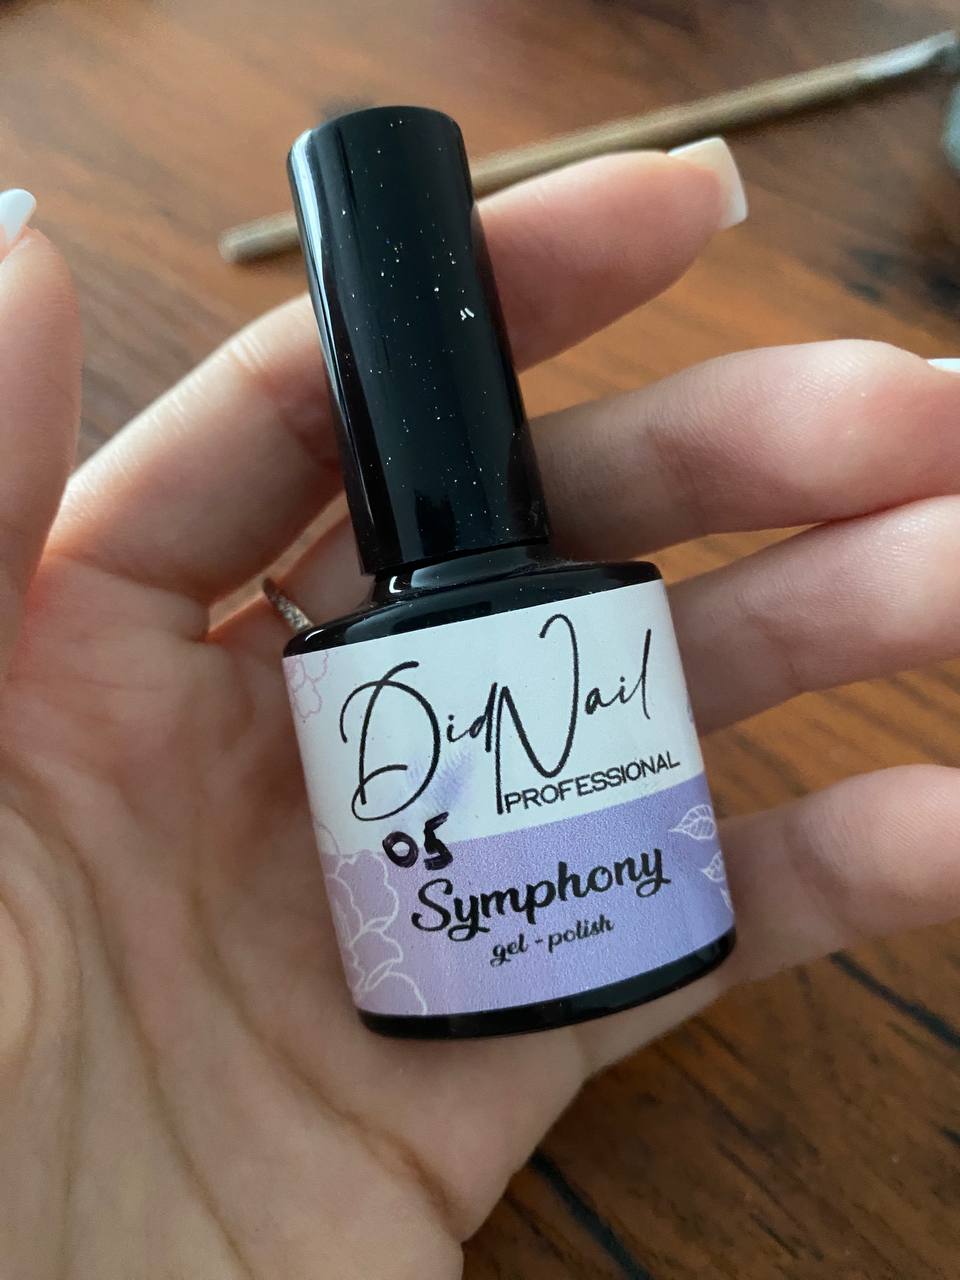 DidNail
PROFESSIONAL
05
Symphony
gel - polish